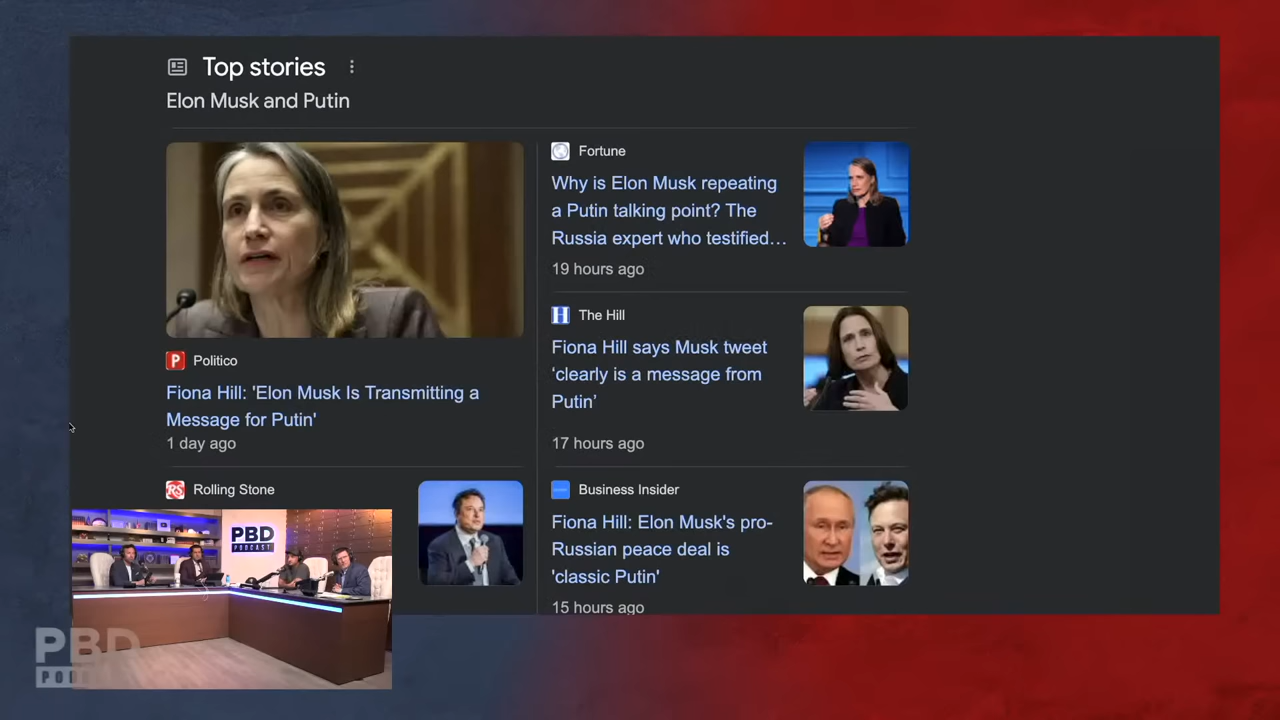 Top stories
Elon Musk and Putin
Politico
Fiona Hill: 'Elon Musk Is Transmitting a
Message for Putin'
1 day ago
Rolling Stone
Fortune
Why is Elon Musk repeating
a Putin talking point? The
Russia expert who testified…
19 hours ago
The Hill
Fiona Hill says Musk tweet
‘clearly is a message from
Putin’
17 hours ago
Business Insider
Fiona Hill: Elon Musk's pro-
Russian peace deal is
'classic Putin'
15 hours ago
PBD
PODCAST
PBD